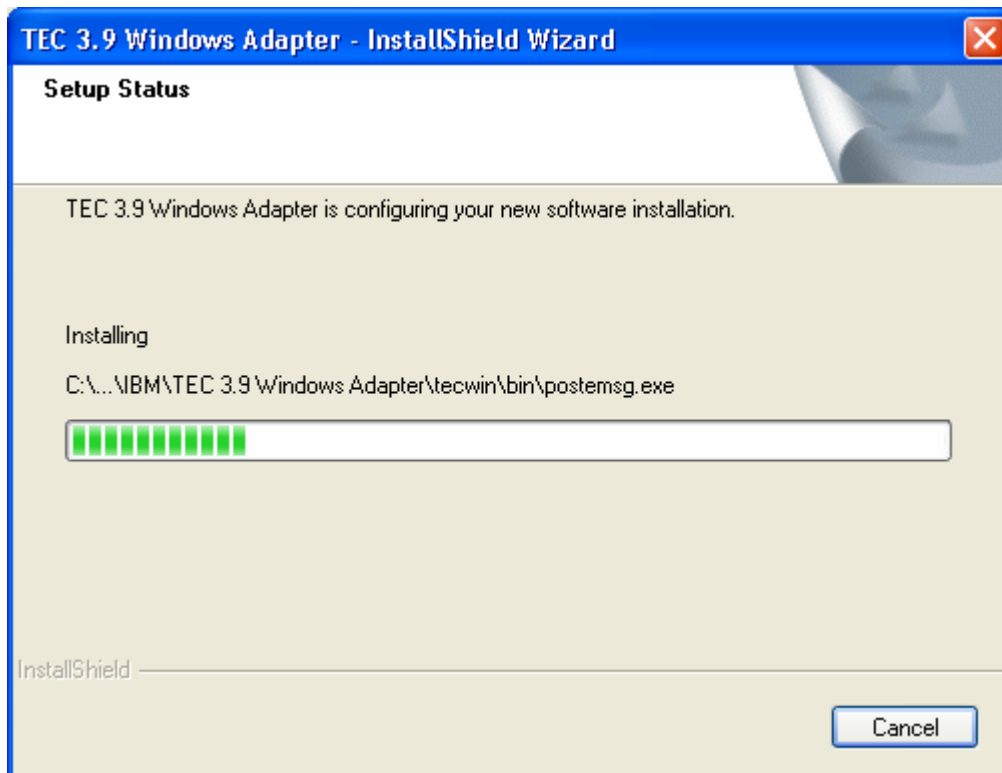 TEC 3.9 Windows Adapter - InstallShield Wizard
Setup Status
TEC 3.9 Windows Adapter is configuring your new software installation.
Installing
C:\...\IBM\TEC 3.9 Windows Adapter\tecwin\bin\postemsg.exe
InstallShield
Cancel